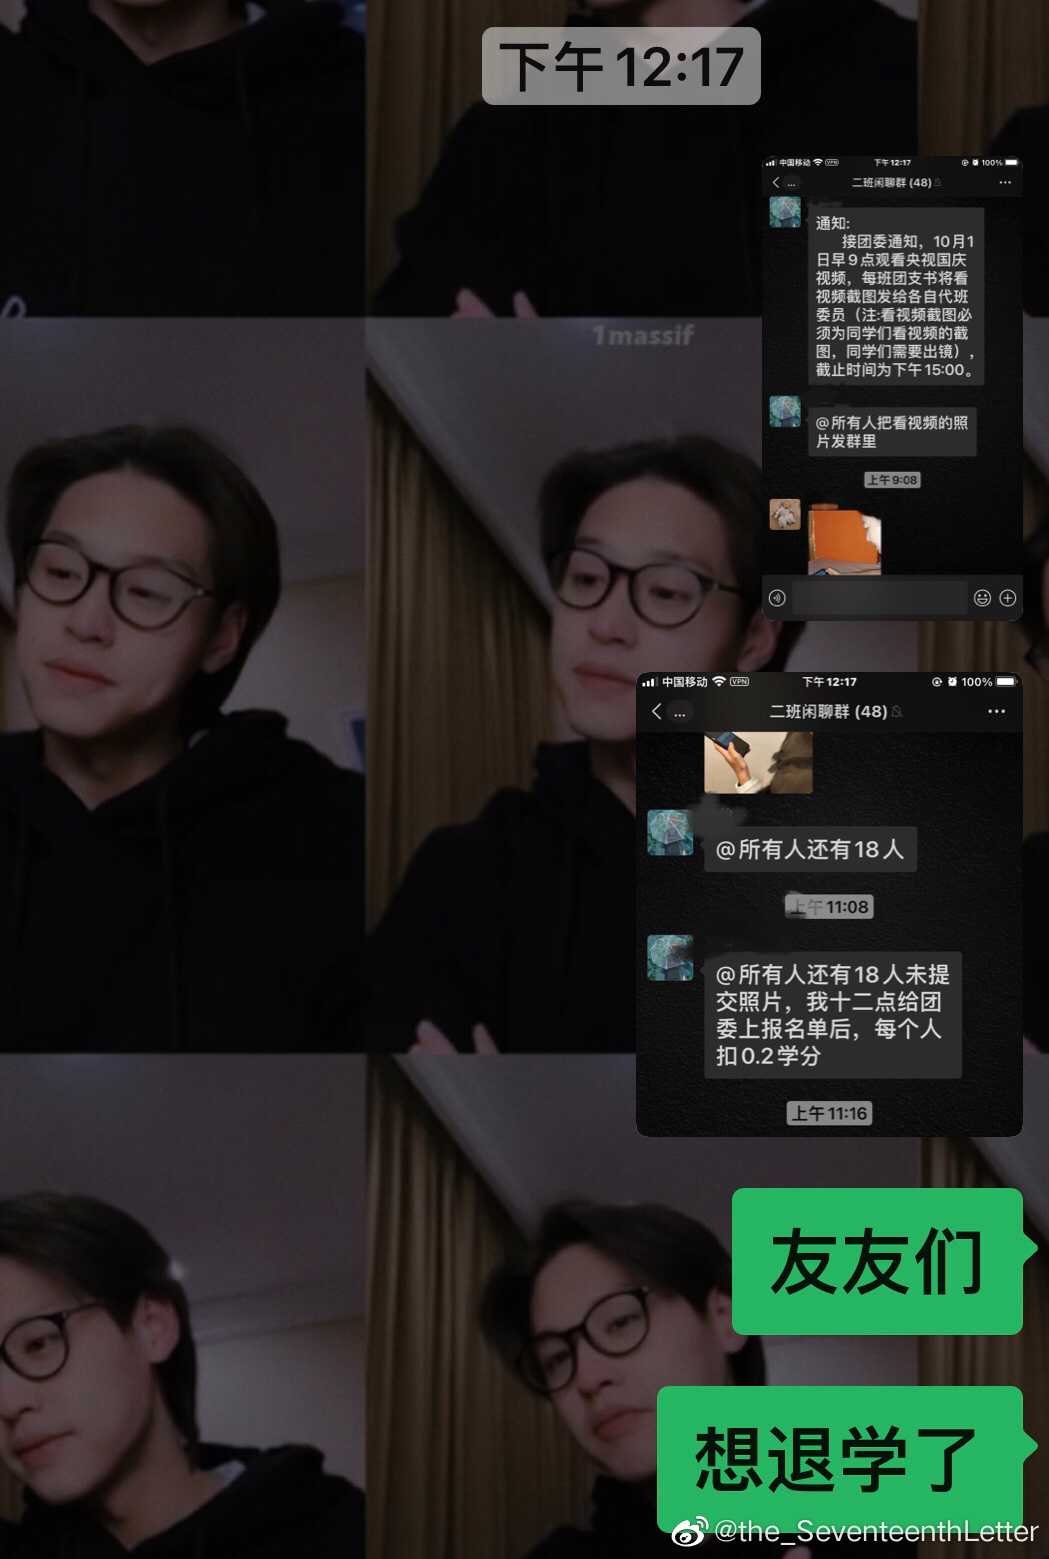 下午 12:17
中国移动 VPN 下午12:17 100%
... 二班闲聊群 (48) ...
通知:
接团委通知，10月1
日早9点观看央视国庆
视频，每班团支书将看
视频截图发给各自代班
委员（注:看视频截图必
须为同学们看视频的截
图，同学们需要出镜），
截止时间为下午15:00。
@所有人把看视频的照
片发群里
上午9:08
1massif
中国移动 VPN 下午12:17 100%
... 二班闲聊群 (48) ...
@所有人还有18人
上午 11:08
@所有人还有18人未提
交照片，我十二点给团
委上报名单后，每个人
扣0.2学分
上午 11:16
友友们
想退学了
@the_SeventeenthLetter